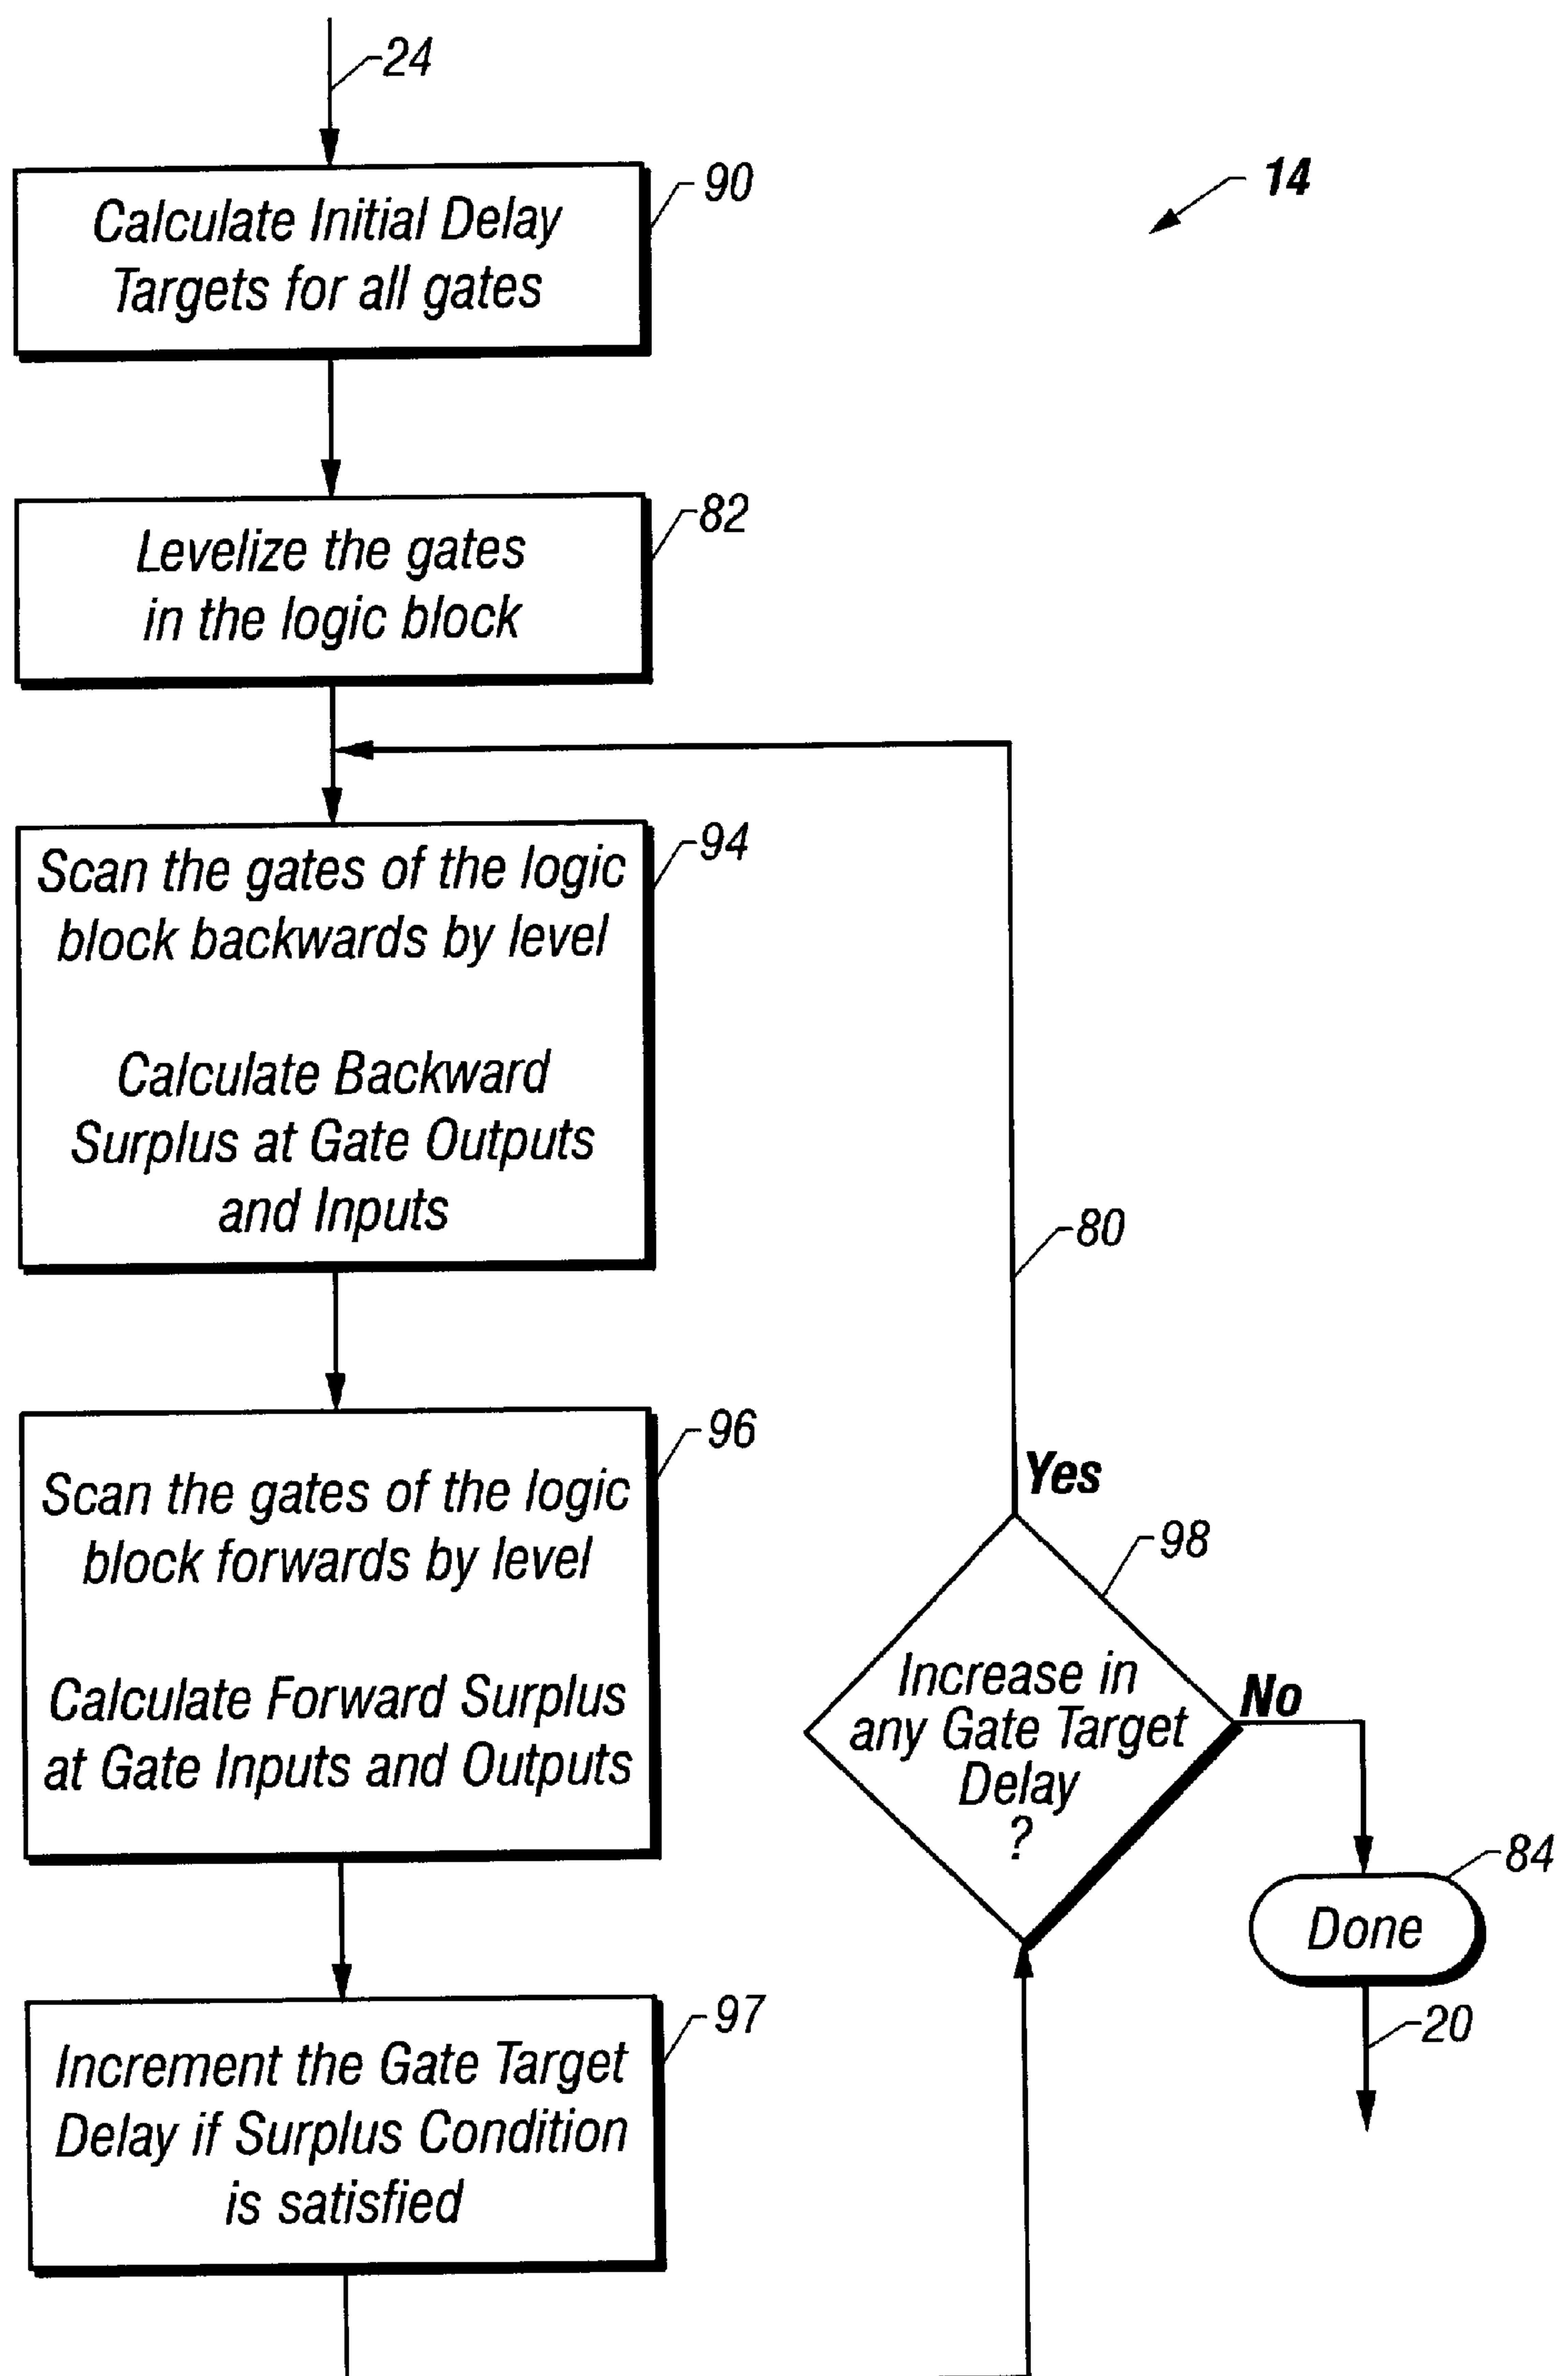 24
14
90
Calculate Initial Delay
Targets for all gates
82
Levelize the gates
in the logic block
94
Scan the gates of the logic
block backwards by level
Calculate Backward
Surplus at Gate Outputs
and Inputs
80
96
Scan the gates of the logic
block forwards by level
Calculate Forward Surplus
at Gate Inputs and Outputs
Yes
98
Increase in
any Gate Target
Delay
?
No
84
Done
20
97
Increment the Gate Target
Delay if Surplus Condition
is satisfied